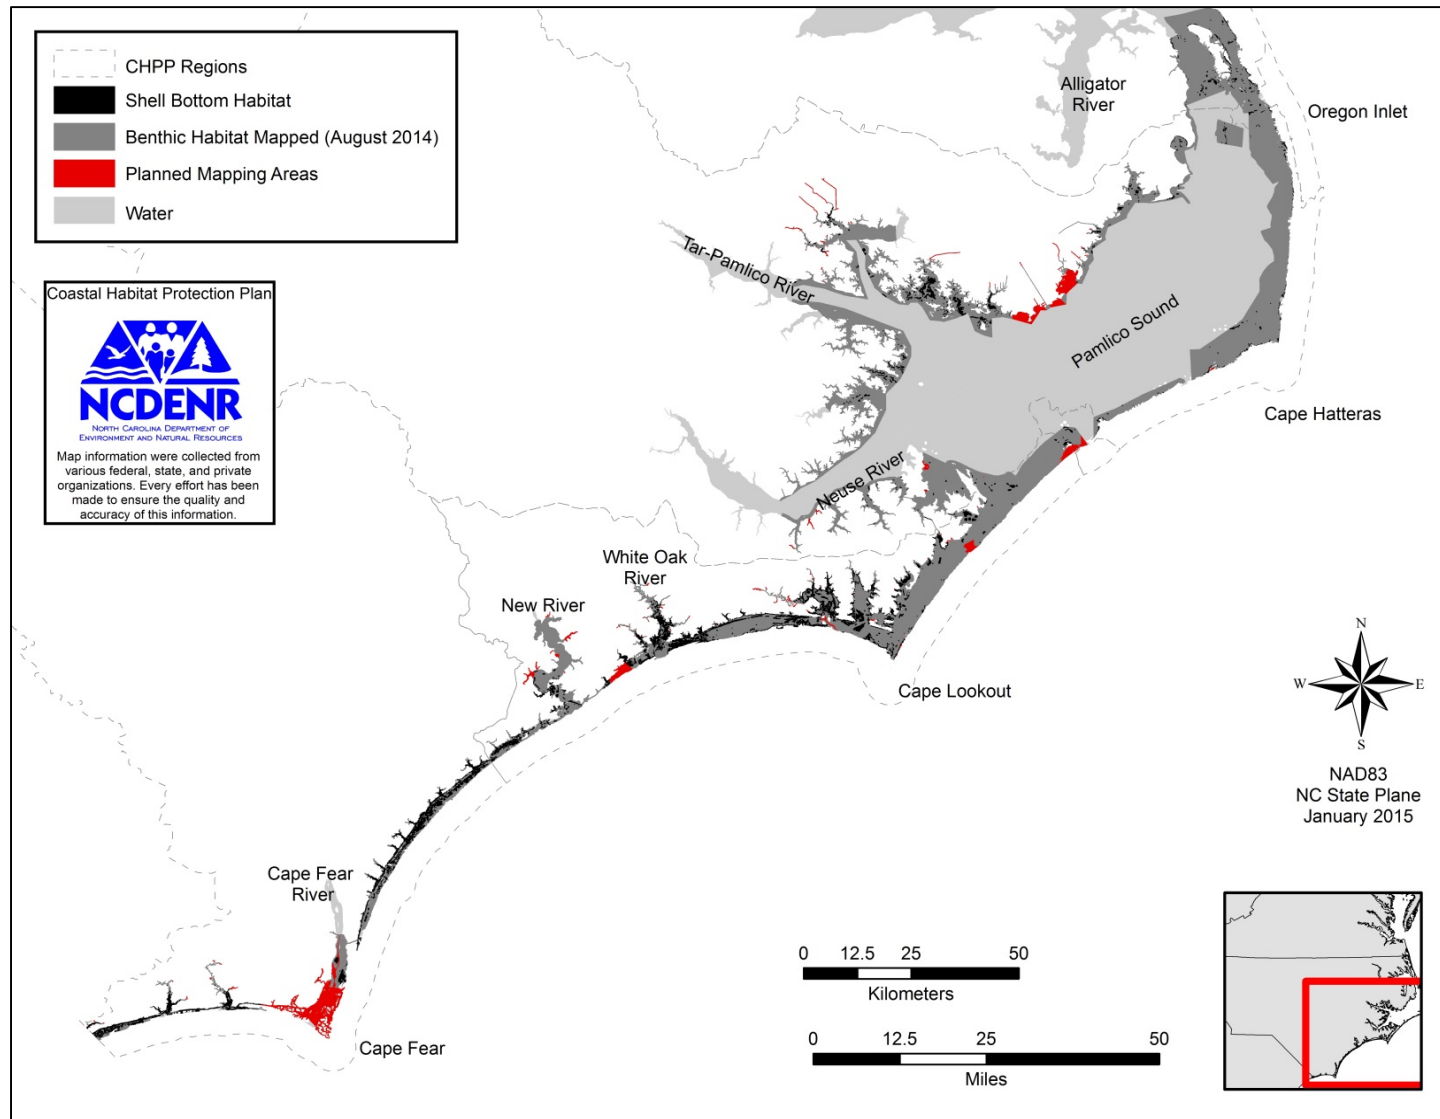 CHPP Regions
Shell Bottom Habitat
Benthic Habitat Mapped (August 2014)
Planned Mapping Areas
Water
Coastal Habitat Protection Plan
NCDENR
NORTH CAROLINA DEPARTMENT OF
ENVIRONMENT AND NATURAL RESOURCES
Map information were collected from
various federal, state, and private
organizations. Every effort has been
made to ensure the quality and
accuracy of this information.
Alligator
River
Oregon Inlet
Tar-Pamlico River
Pamlico Sound
Cape Hatteras
Neuse River
White Oak
River
New River
Cape Lookout
Cape Fear
River
Cape Fear
N
W
E
S
NAD83
NC State Plane
January 2015
0 12.5 25 50
Kilometers
0 12.5 25 50
Miles